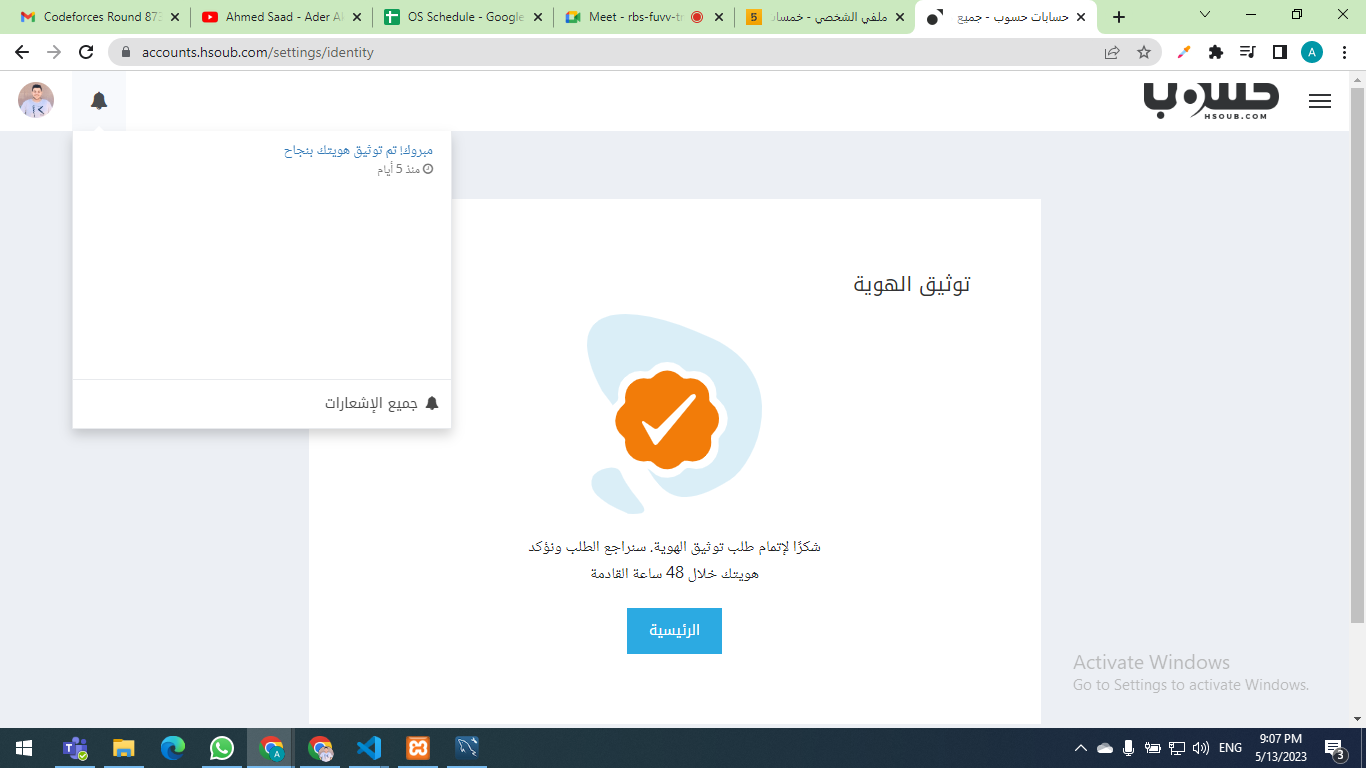 Codeforces Round 873
Ahmed Saad - Ader Al
OS Schedule - Google
Meet - rbs-fuvv-tr
ملفي الشخصي - خمسات
حسابات حسوب - جميع
accounts.hsoub.com/settings/identity
A
حسوب
HSOUB.COM
مبروك! تم توثيق هويتك بنجاح
منذ 5 أيام
جميع الإشعارات
توثيق الهوية
شكرًا لإتمام طلب توثيق الهوية. سنراجع الطلب ونؤكد
هويتك خلال 48 ساعة القادمة
الرئيسية
Activate Windows
Go to Settings to activate Windows.
ENG
9:07 PM
5/13/2023
3